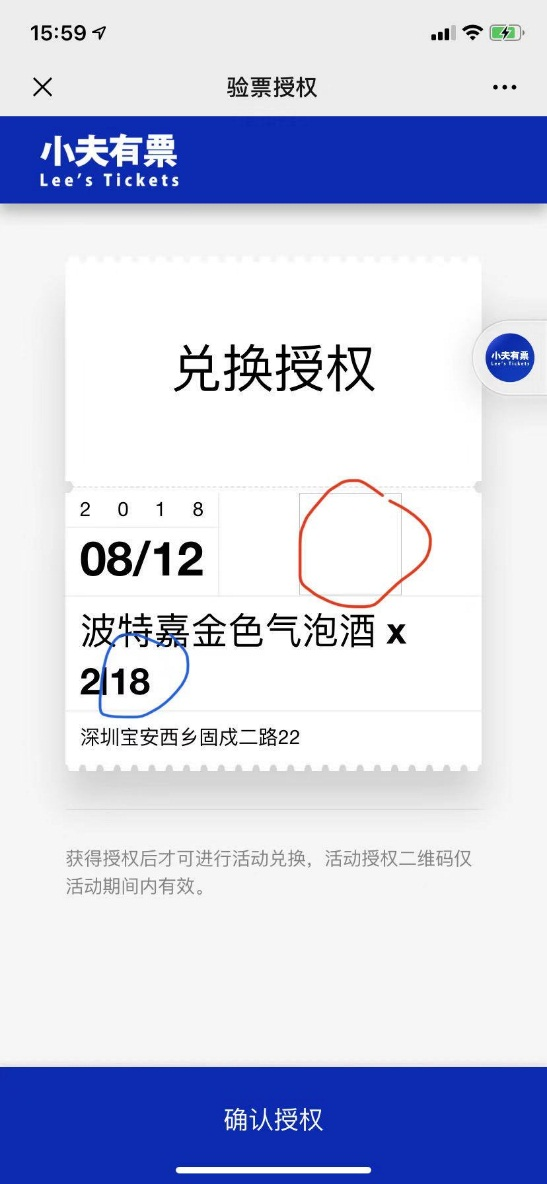 15:59
验票授权
小夫有票
Lee's Tickets
兑换授权
小夫有票
Lee's Tickets
2 0 1 8
08/12
波特嘉金色气泡酒 x
2|18
深圳宝安西乡固戍二路22
获得授权后才可进行活动兑换，活动授权二维码仅
活动期间内有效。
确认授权